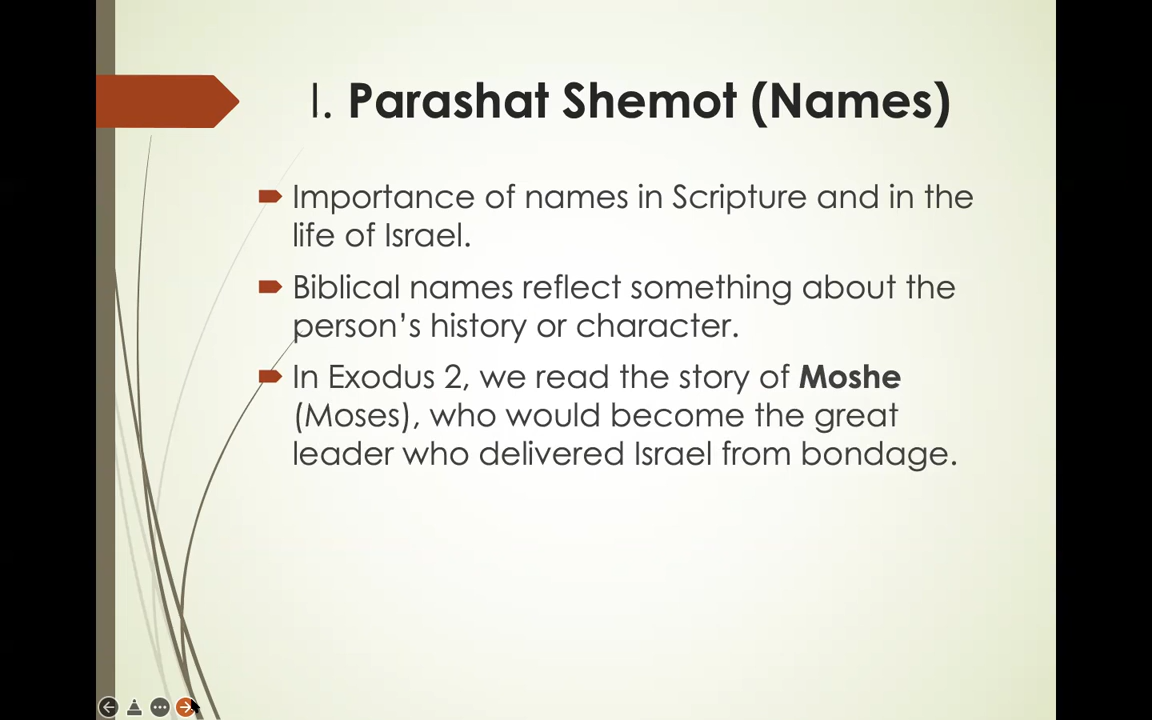 I. Parashat Shemot (Names)
Importance of names in Scripture and in the
life of Israel.
Biblical names reflect something about the
person’s history or character.
In Exodus 2, we read the story of Moshe
(Moses), who would become the great
leader who delivered Israel from bondage.